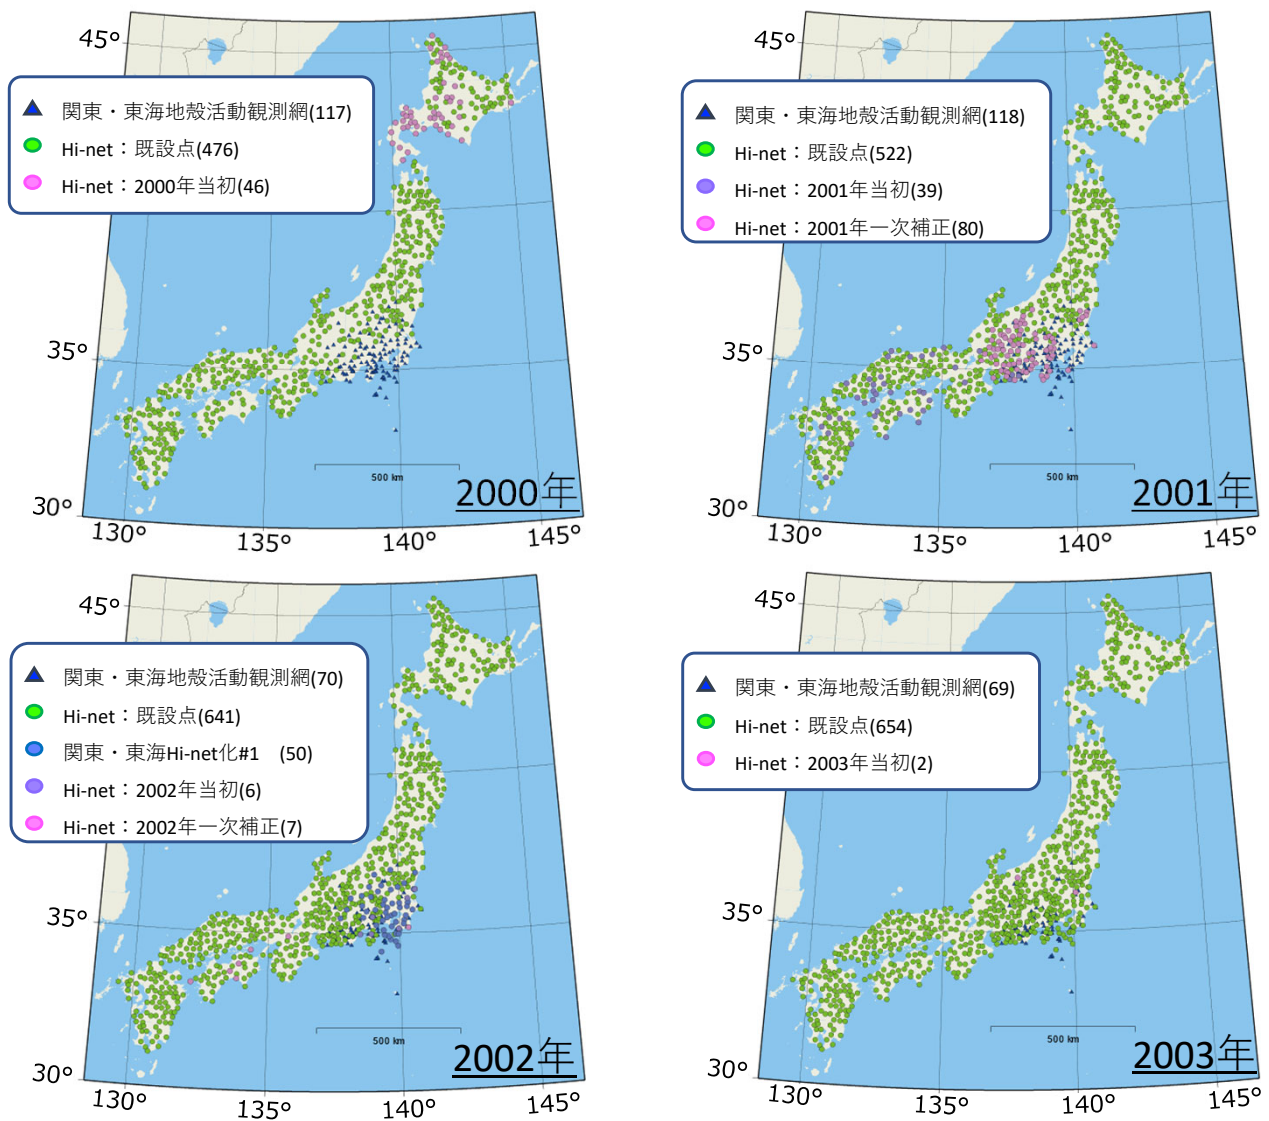 45°
関東・東海地殻活動観測網(117)
Hi-net：既設点(476)
Hi-net：2000年当初(46)
35°
500 km
2000年
30°
130°
135°
140°
145°
45°
関東・東海地殻活動観測網(118)
Hi-net：既設点(522)
Hi-net：2001年当初(39)
Hi-net：2001年一次補正(80)
35°
500 km
2001年
30°
130°
135°
140°
145°
45°
関東・東海地殻活動観測網(70)
Hi-net：既設点(641)
関東・東海Hi-net化#1　(50)
Hi-net：2002年当初(6)
Hi-net：2002年一次補正(7)
35°
500 km
2002年
30°
130°
135°
140°
145°
45°
関東・東海地殻活動観測網(69)
Hi-net：既設点(654)
Hi-net：2003年当初(2)
35°
500 km
2003年
30°
130°
135°
140°
145°